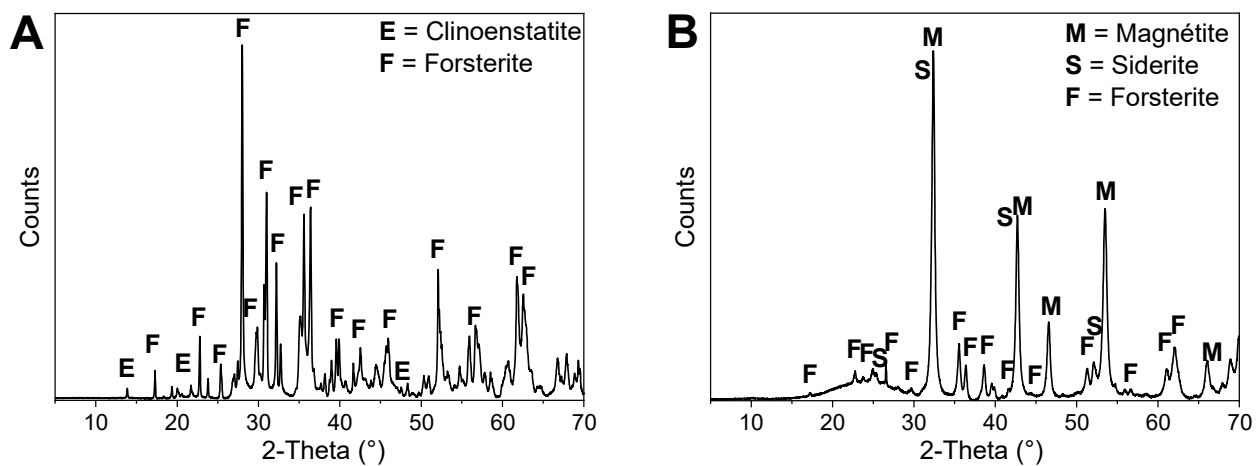 A
E = Clinoenstatite
F = Forsterite
F
F
F
F
F
F
F
F
F
E
F
E
F
F
F
F
E
F
F
F
F
Counts
10
20
30
40
50
60
70
2-Theta (°)
B
M = Magnétite
S = Siderite
F = Forsterite
M
S
M
S
M
M
F
F
F
F
F
F
S
F
F
F
F
S
F
F
F
F
M
Counts
10
20
30
40
50
60
70
2-Theta (°)